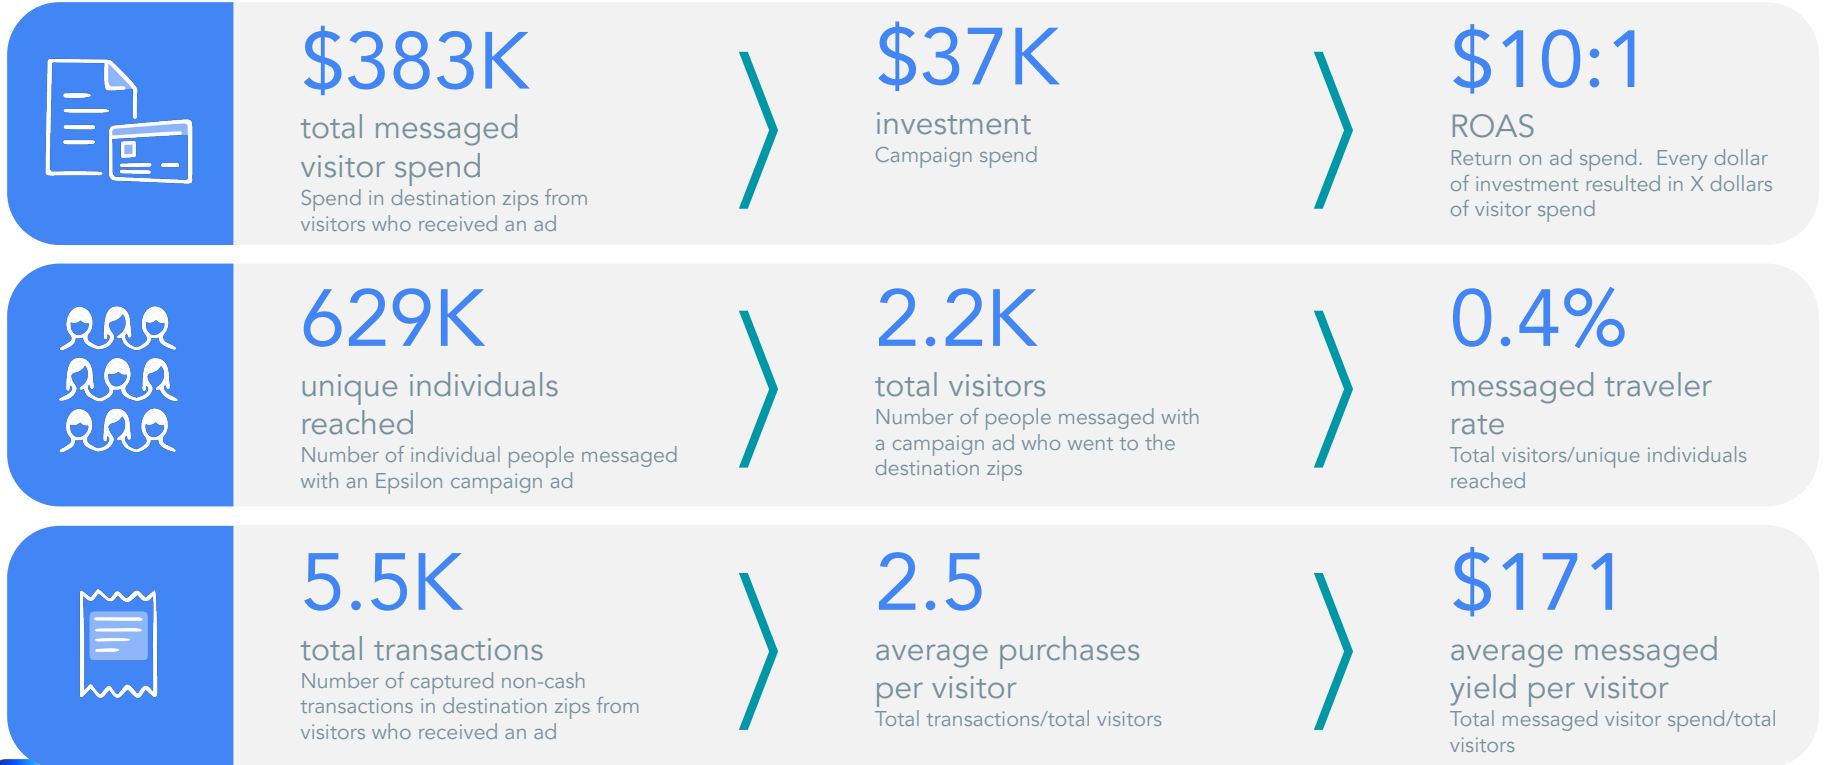 $383K
total messaged
visitor spend
Spend in destination zips from
visitors who received an ad
$37K
investment
Campaign spend
$10:1
ROAS
Return on ad spend.  Every dollar
of investment resulted in X dollars
of visitor spend
629K
unique individuals
reached
Number of individual people messaged
with an Epsilon campaign ad
2.2K
total visitors
Number of people messaged with
a campaign ad who went to the
destination zips
0.4%
messaged traveler
rate
Total visitors/unique individuals
reached
5.5K
total transactions
Number of captured non-cash
transactions in destination zips from
visitors who received an ad
2.5
average purchases
per visitor
Total transactions/total visitors
$171
average messaged
yield per visitor
Total messaged visitor spend/total
visitors